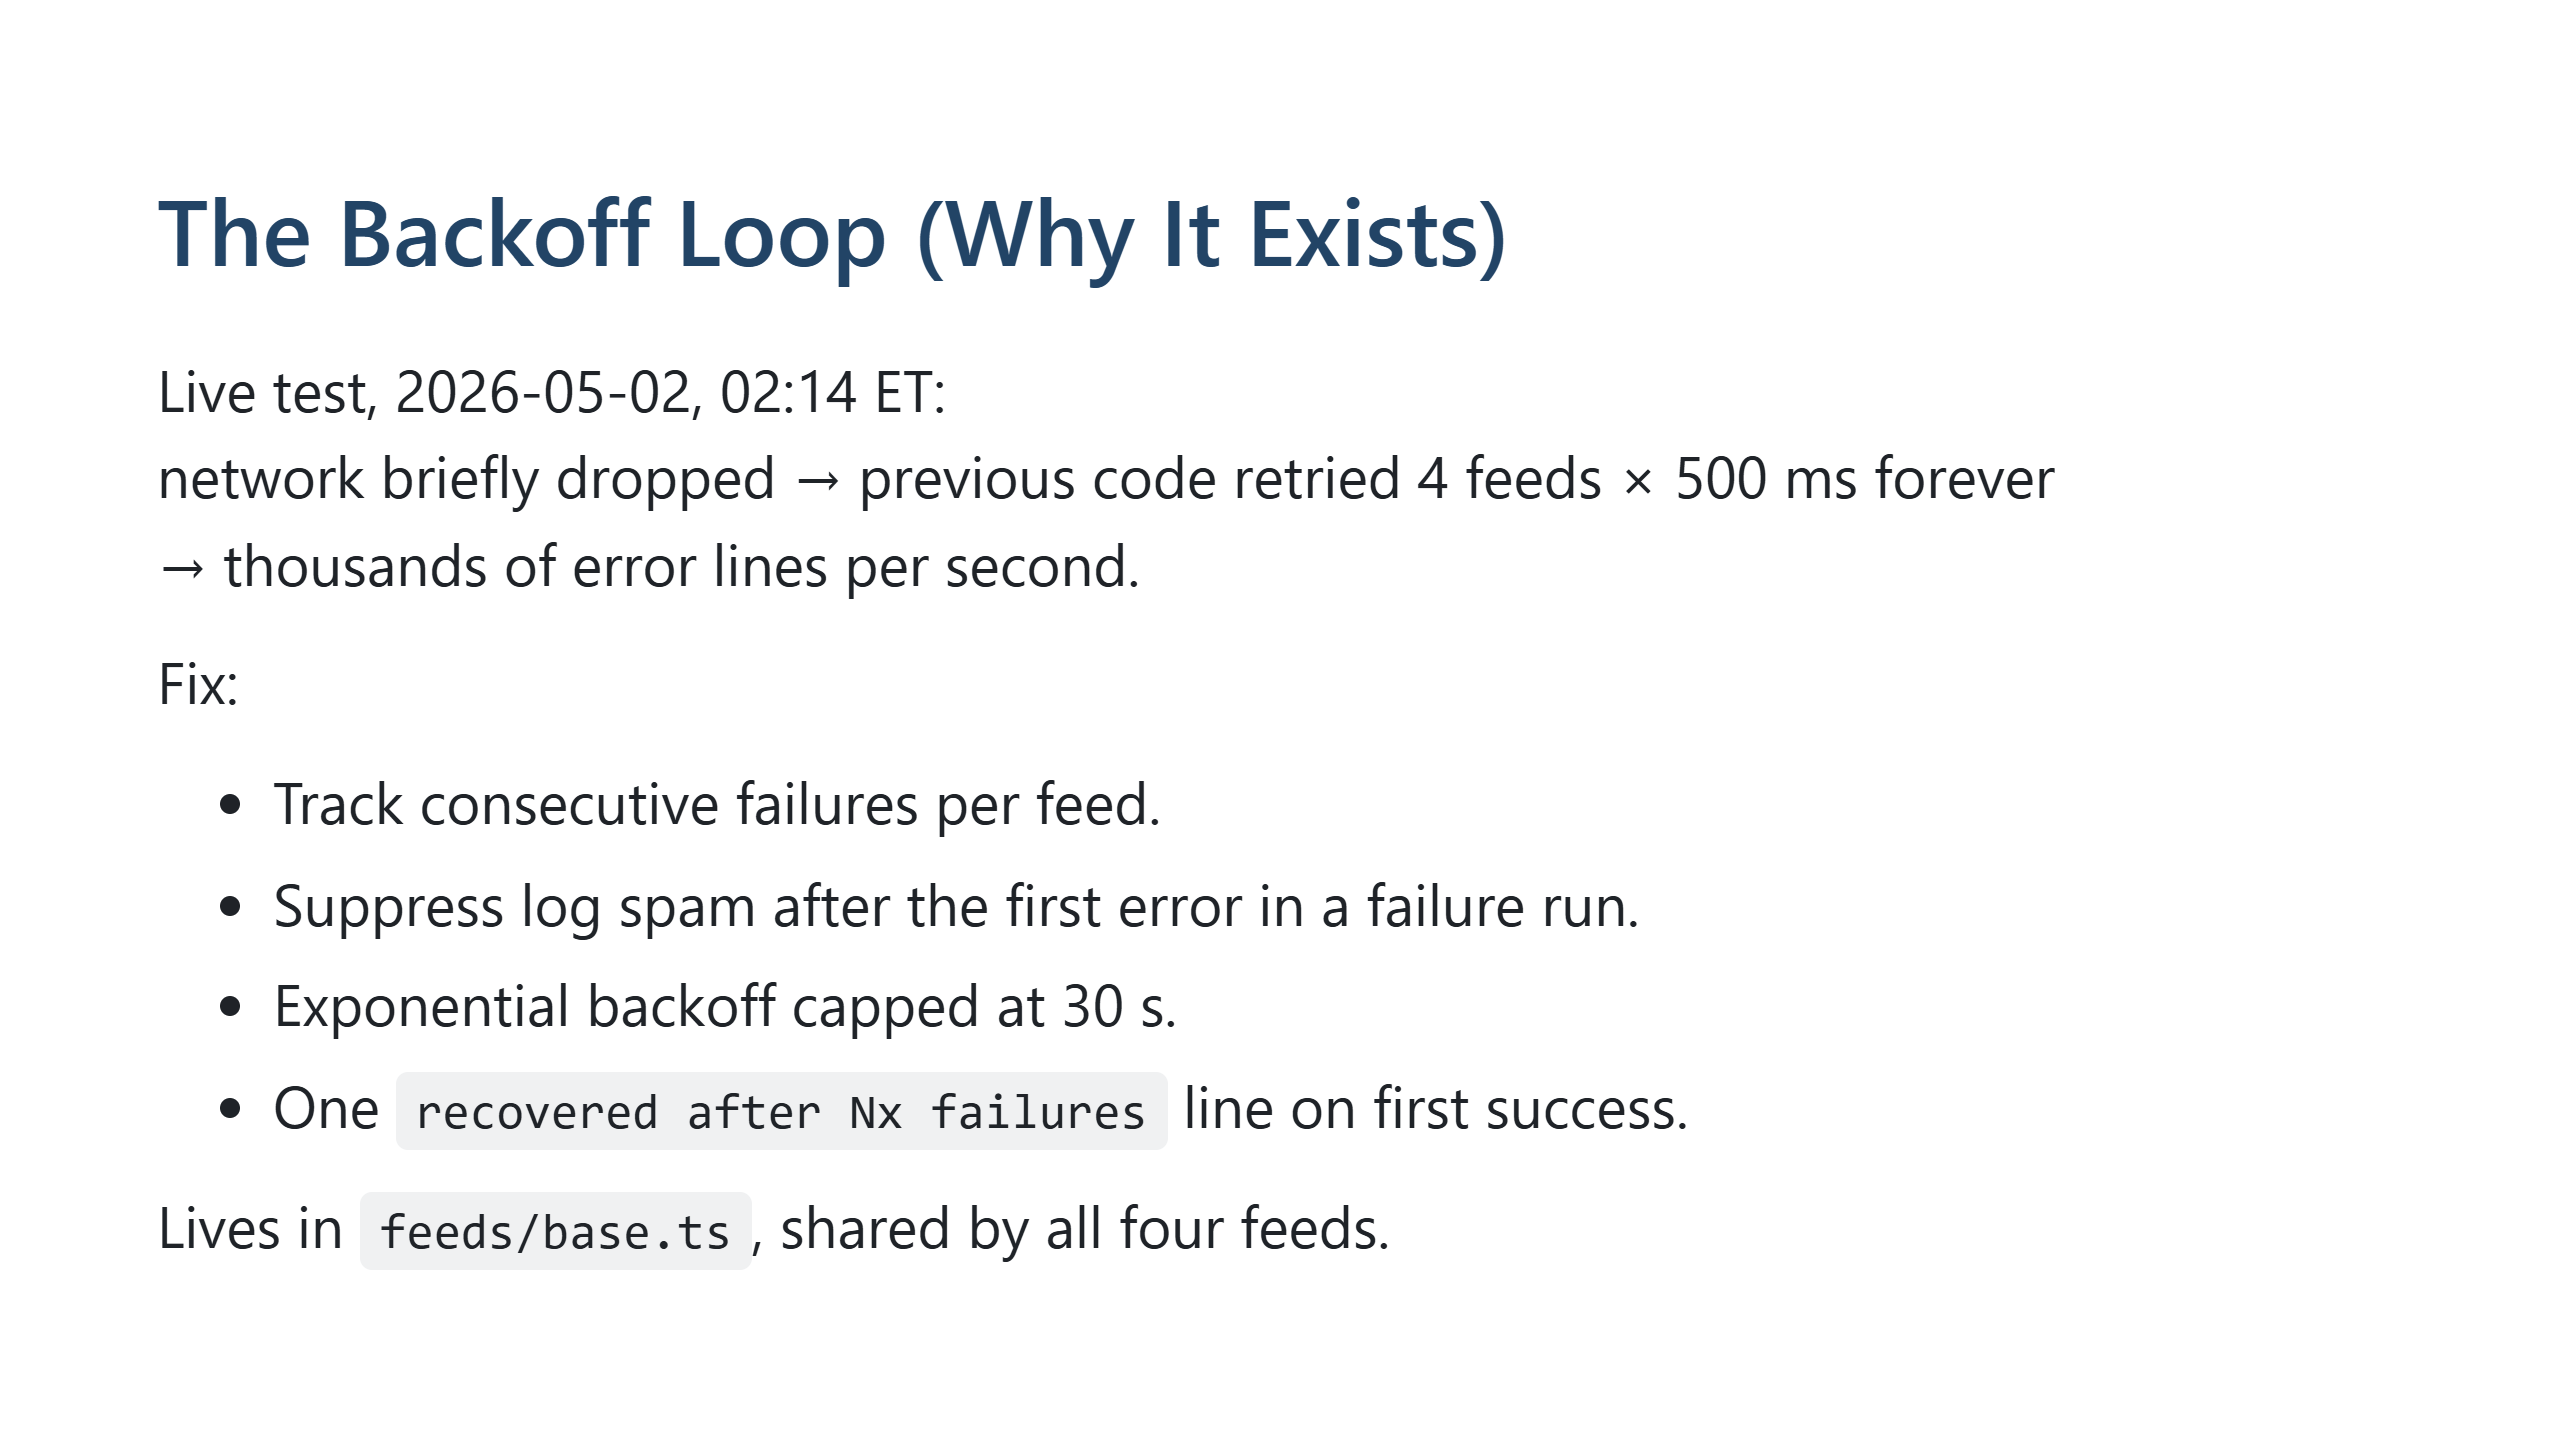 The Backoff Loop (Why It Exists)
Live test, 2026-05-02, 02:14 ET:
network briefly dropped → previous code retried 4 feeds × 500 ms forever
→ thousands of error lines per second.
Fix:
• Track consecutive failures per feed.
• Suppress log spam after the first error in a failure run.
• Exponential backoff capped at 30 s.
• One recovered after Nx failures line on first success.
Lives in feeds/base.ts, shared by all four feeds.